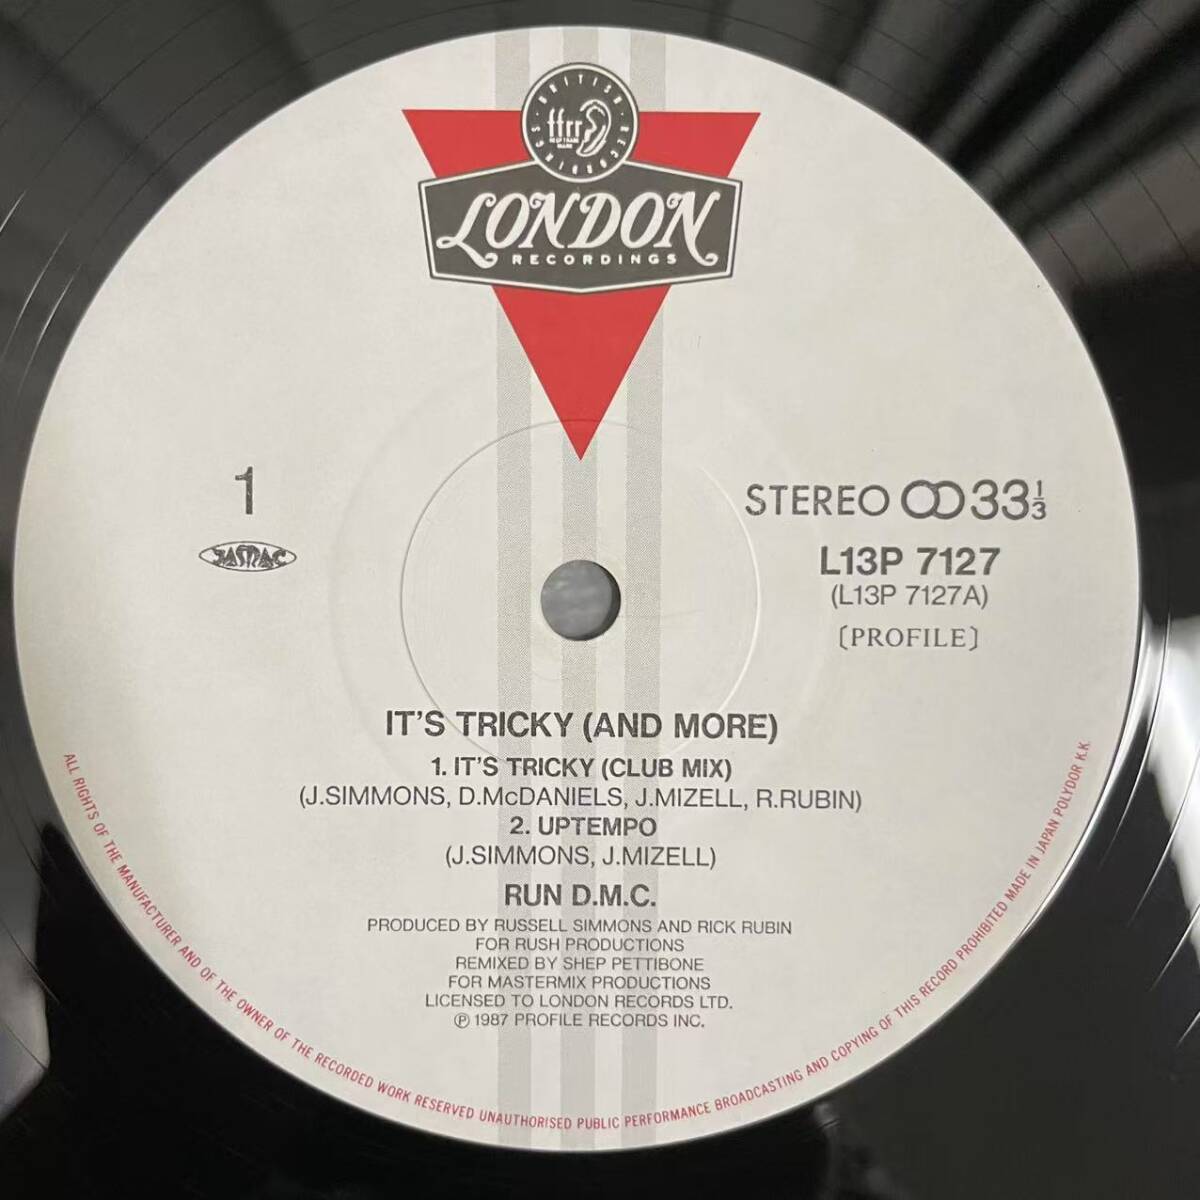 BRITISH RECORDINGS
ffrr
LONDON
RECORDINGS
1
JASRAC
STEREO 33 1/3
L13P 7127
(L13P 7127A)
〔PROFILE〕
IT'S TRICKY (AND MORE)
1. IT'S TRICKY (CLUB MIX)
(J.SIMMONS, D.McDANIELS, J.MIZELL, R.RUBIN)
2. UPTEMPO
(J.SIMMONS, J.MIZELL)
RUN D.M.C.
PRODUCED BY RUSSELL SIMMONS AND RICK RUBIN
FOR RUSH PRODUCTIONS
REMIXED BY SHEP PETTIBONE
FOR MASTERMIX PRODUCTIONS
LICENSED TO LONDON RECORDS LTD.
℗ 1987 PROFILE RECORDS INC.
ALL RIGHTS OF THE MANUFACTURER AND OF THE OWNER OF THE RECORDED WORK RESERVED UNAUTHORISED PUBLIC PERFORMANCE BROADCASTING AND COPYING OF THIS RECORD PROHIBITED MADE IN JAPAN POLYDOR K.K.